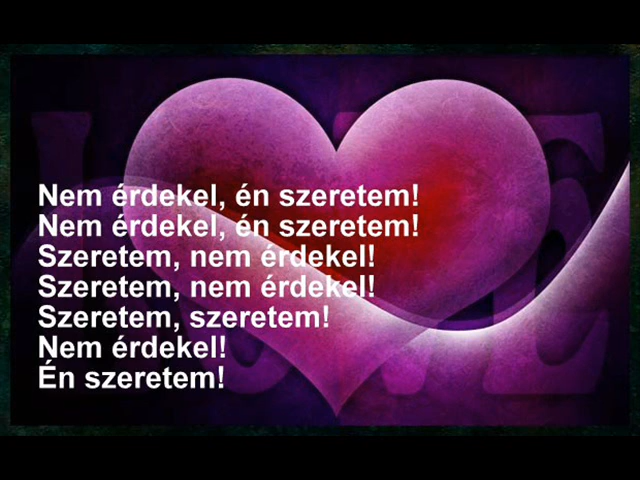 Nem érdekel, én szeretem!
Nem érdekel, én szeretem!
Szeretem, nem érdekel!
Szeretem, nem érdekel!
Szeretem, szeretem!
Nem érdekel!
Én szeretem!